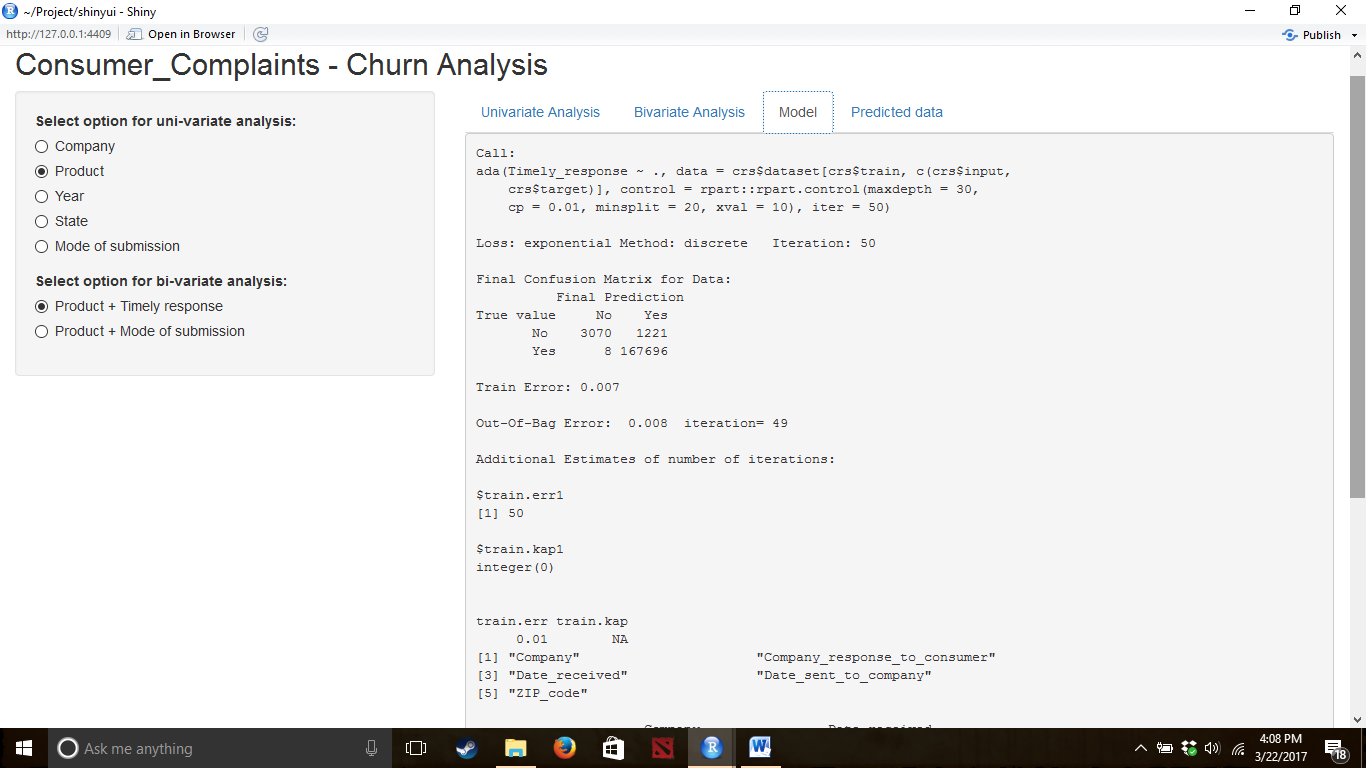 ~/Project/shinyui - Shiny
http://127.0.0.1:4409 Open in Browser Publish
Consumer_Complaints - Churn Analysis
Select option for uni-variate analysis:
Company
Product
Year
State
Mode of submission
Select option for bi-variate analysis:
Product + Timely response
Product + Mode of submission
Univariate Analysis Bivariate Analysis Model Predicted data
Call:
ada(Timely_response ~ ., data = crs$dataset[crs$train, c(crs$input,
crs$target)], control = rpart::rpart.control(maxdepth = 30,
cp = 0.01, minsplit = 20, xval = 10), iter = 50)
Loss: exponential Method: discrete Iteration: 50
Final Confusion Matrix for Data:
Final Prediction
True value No Yes
No 3070 1221
Yes 8 167696
Train Error: 0.007
Out-Of-Bag Error: 0.008 iteration= 49
Additional Estimates of number of iterations:
$train.err1
[1] 50
$train.kap1
integer(0)
train.err train.kap
0.01 NA
[1] "Company" "Company_response_to_consumer"
[3] "Date_received" "Date_sent_to_company"
[5] "ZIP_code"
Ask me anything
4:08 PM
3/22/2017
18